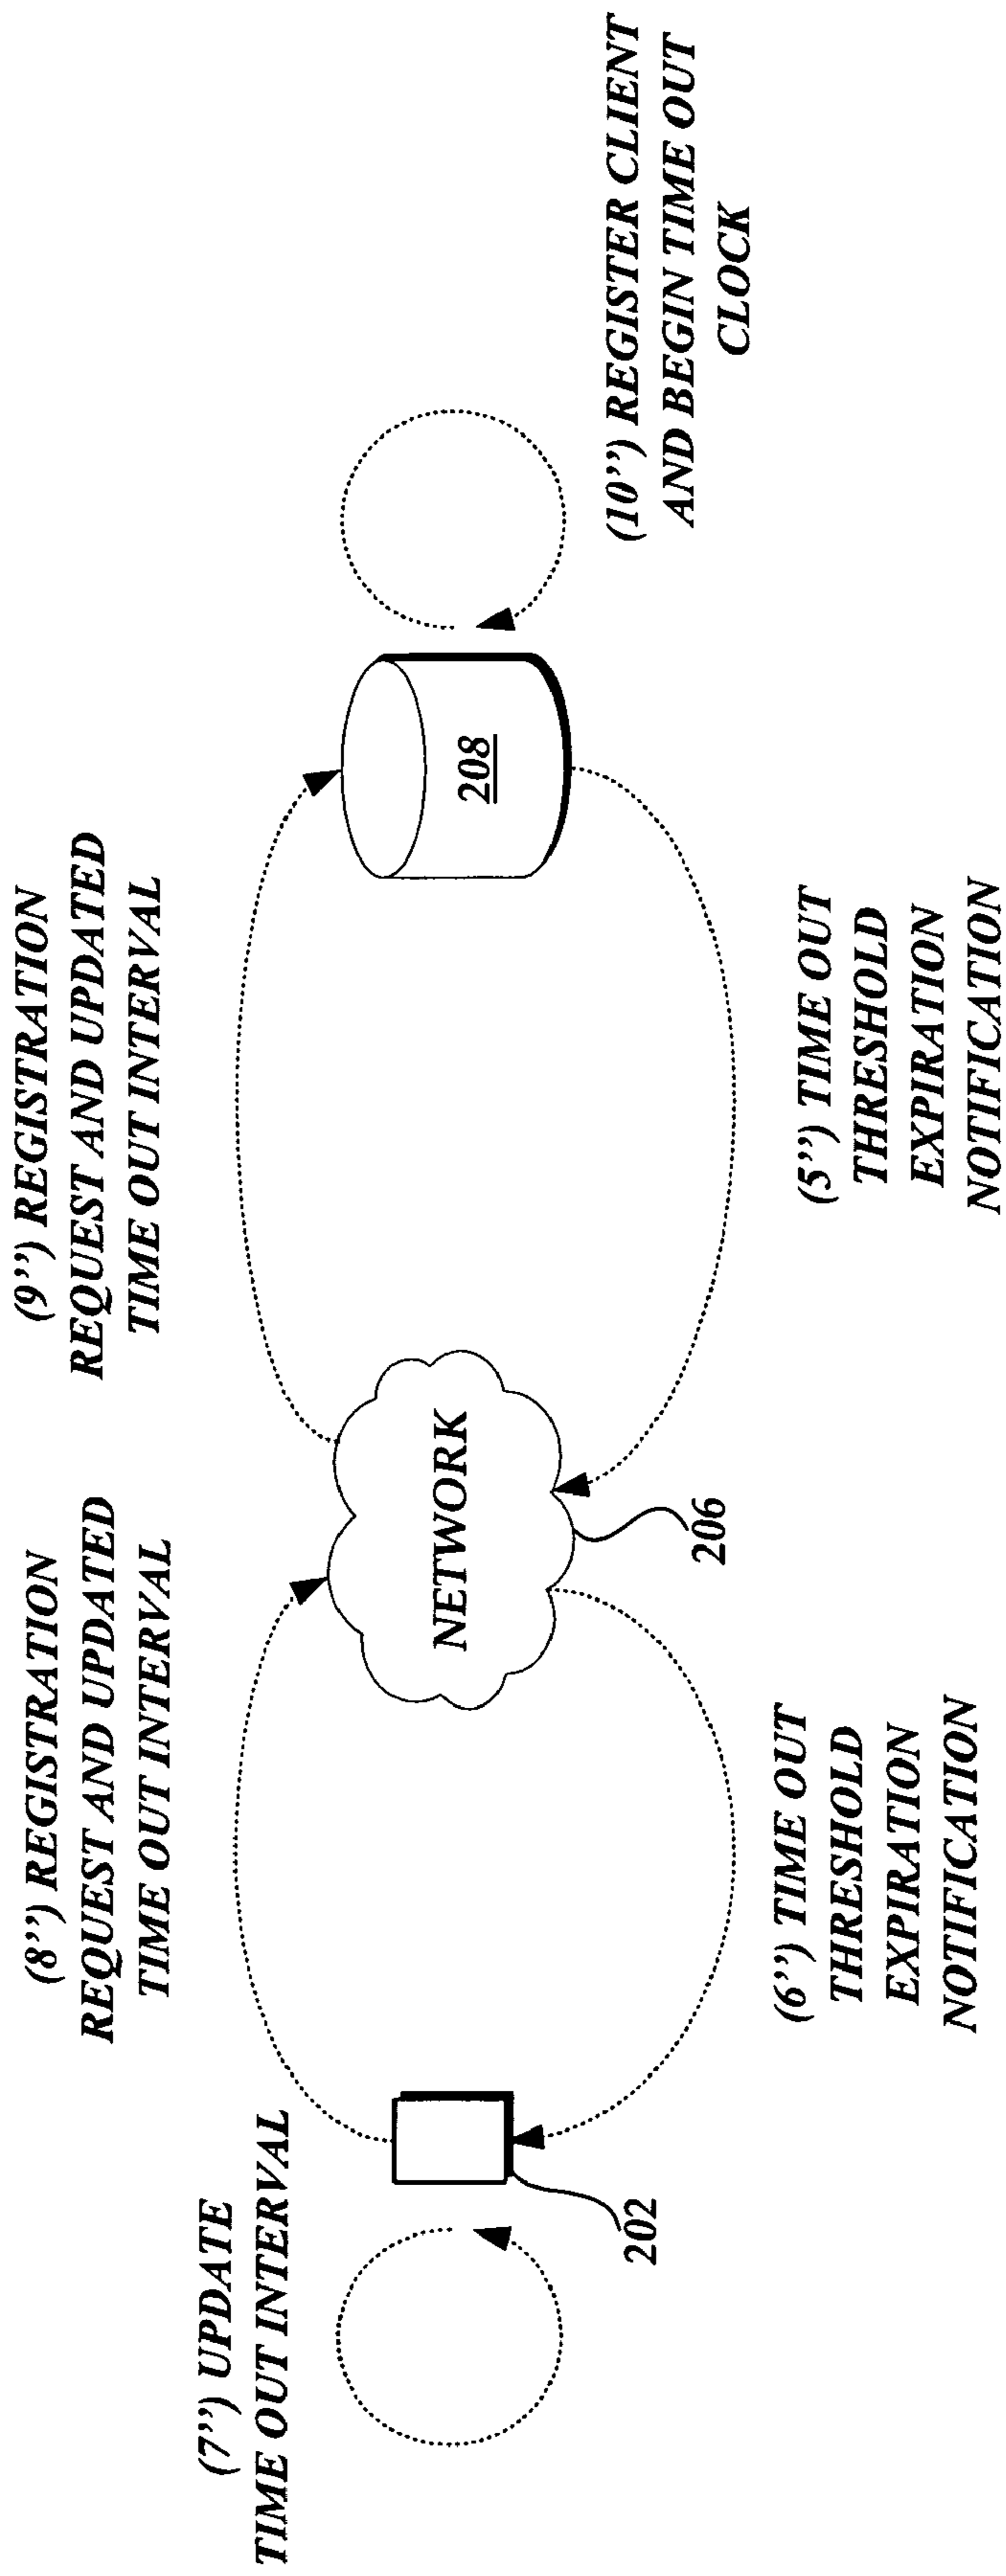 (7'') UPDATE
TIME OUT INTERVAL
(8'') REGISTRATION
REQUEST AND UPDATED
TIME OUT INTERVAL
(9'') REGISTRATION
REQUEST AND UPDATED
TIME OUT INTERVAL
202
NETWORK
206
208
(6'') TIME OUT
THRESHOLD
EXPIRATION
NOTIFICATION
(5'') TIME OUT
THRESHOLD
EXPIRATION
NOTIFICATION
(10'') REGISTER CLIENT
AND BEGIN TIME OUT
CLOCK